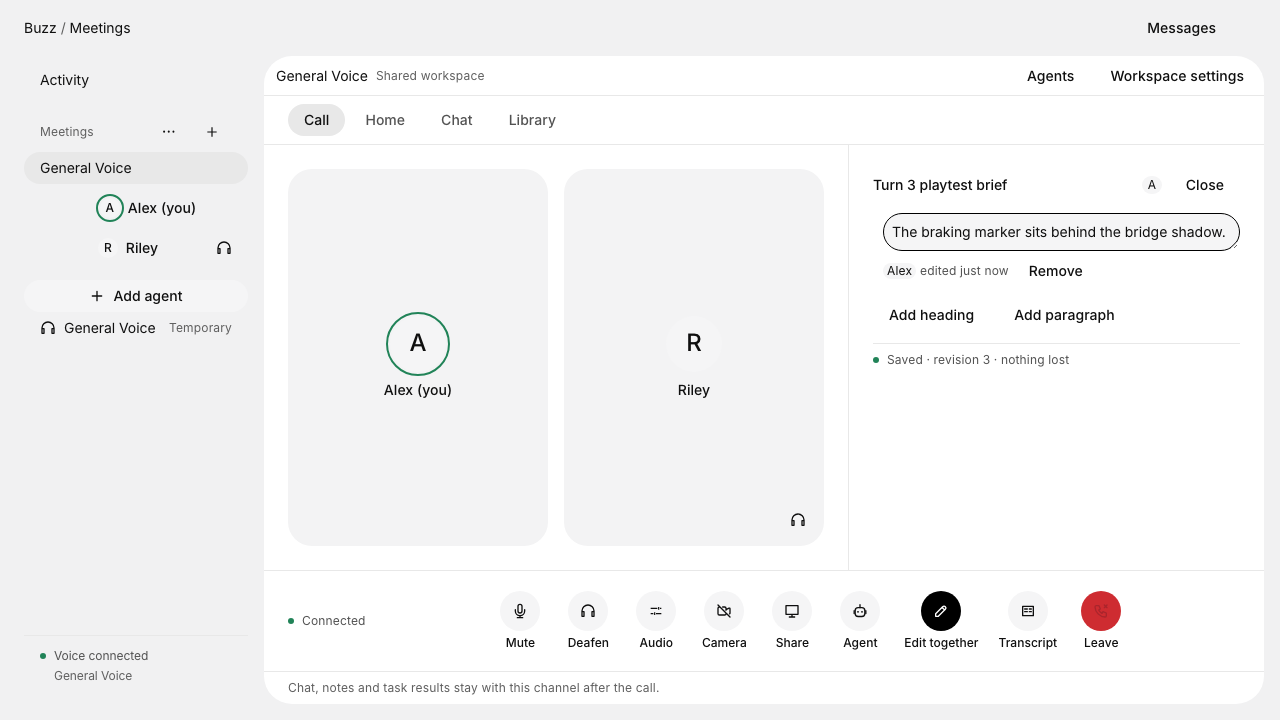 Buzz / Meetings
Messages
Activity
Meetings
General Voice
A Alex (you)
R Riley
Add agent
General Voice Temporary
Voice connected
General Voice
General Voice Shared workspace
Agents Workspace settings
Call Home Chat Library
A
Alex (you)
R
Riley
Turn 3 playtest brief A Close
The braking marker sits behind the bridge shadow.
Alex edited just now Remove
Add heading Add paragraph
Saved · revision 3 · nothing lost
Connected
Mute Deafen Audio Camera Share Agent Edit together Transcript Leave
Chat, notes and task results stay with this channel after the call.